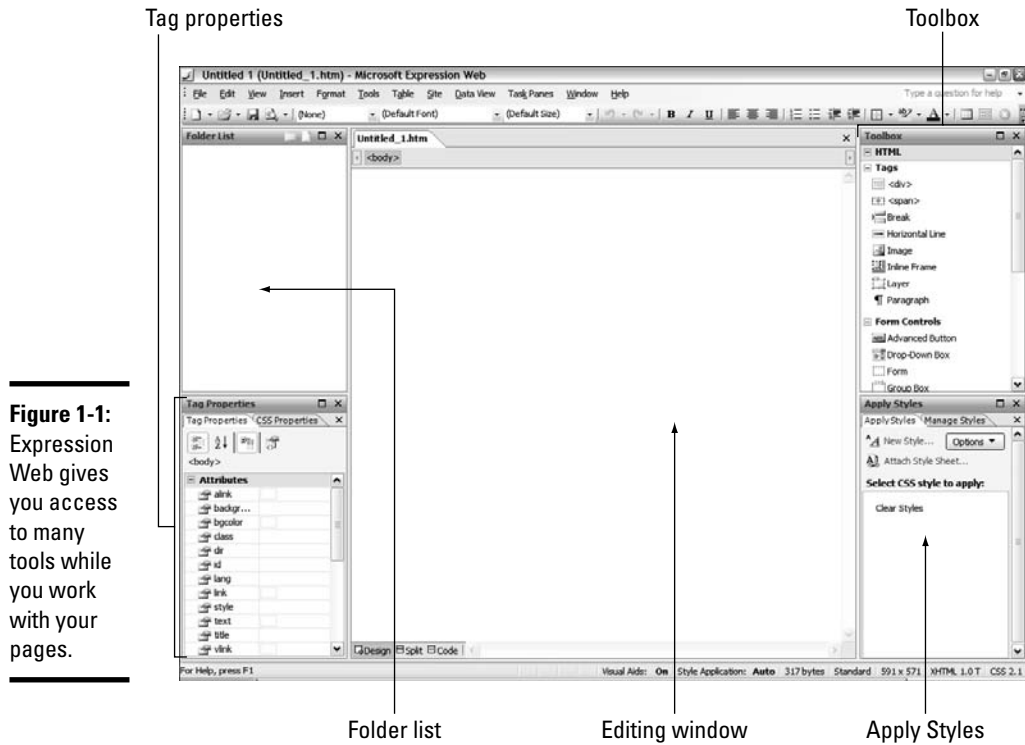 Tag properties
Toolbox
Untitled 1 (Untitled_1.htm) - Microsoft Expression Web
File Edit View Insert Format Tools Table Site Data View Task Panes Window Help
Type a question for help
(None) (Default Font) (Default Size) B I U A
Folder List
Untitled_1.htm
<body>
Toolbox
HTML
Tags
<div>
<span>
Break
Horizontal Line
Image
Inline Frame
Layer
Paragraph
Form Controls
Advanced Button
Drop-Down Box
Form
Group Box
Tag Properties
Tag Properties CSS Properties
<body>
Attributes
alink
backgr...
bgcolor
class
dir
id
lang
link
style
text
title
vlink
Apply Styles
Apply Styles Manage Styles
New Style... Options
Attach Style Sheet...
Select CSS style to apply:
Clear Styles
Design Split Code
For Help, press F1
Visual Aids: On Style Application: Auto 317 bytes Standard 591 x 571 XHTML 1.0 T CSS 2.1
Figure 1-1:
Expression
Web gives
you access
to many
tools while
you work
with your
pages.
Folder list
Editing window
Apply Styles